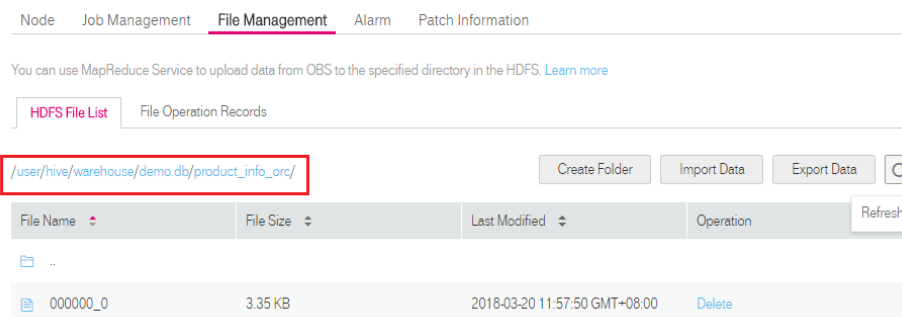 Node Job Management File Management Alarm Patch Information
You can use MapReduce Service to upload data from OBS to the specified directory in the HDFS. Learn more
HDFS File List File Operation Records
/user/hive/warehouse/demo.db/product_info_orc/ Create Folder Import Data Export Data
File Name File Size Last Modified Operation Refresh
..
000000_0 3.35 KB 2018-03-20 11:57:50 GMT+08:00 Delete